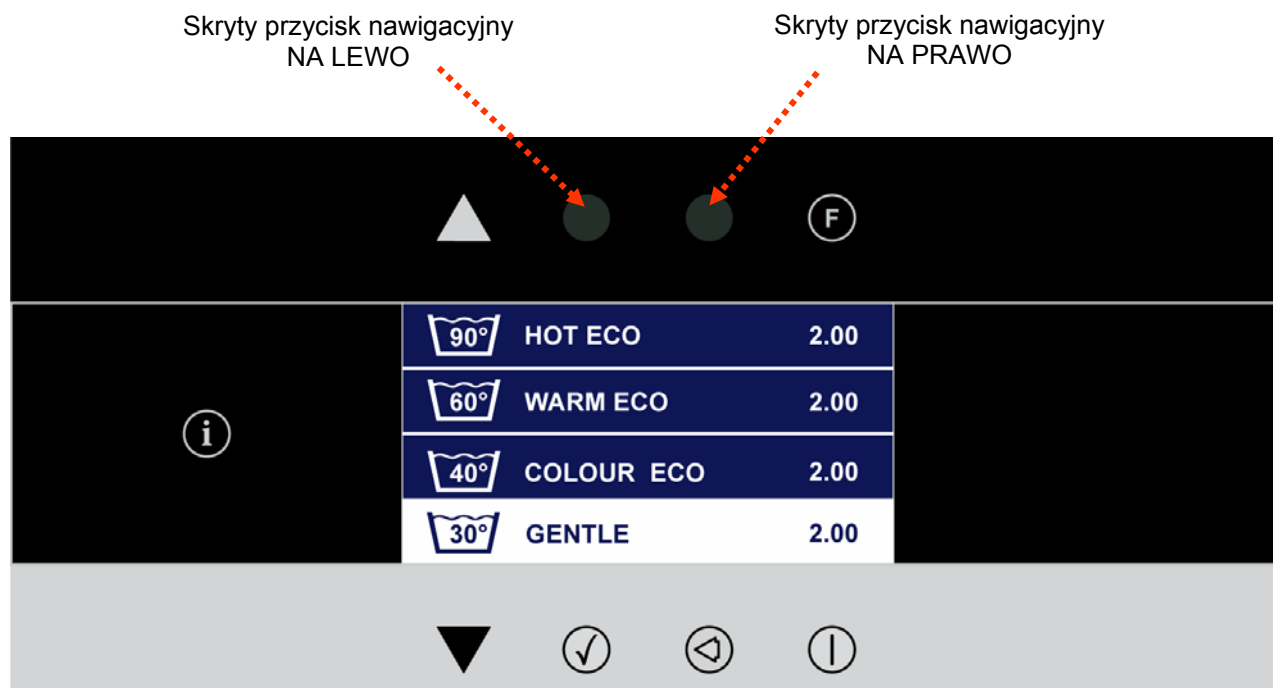 Skryty przycisk nawigacyjny
NA LEWO
Skryty przycisk nawigacyjny
NA PRAWO
F
90° HOT ECO 2.00
60° WARM ECO 2.00
i
40° COLOUR ECO 2.00
30° GENTLE 2.00